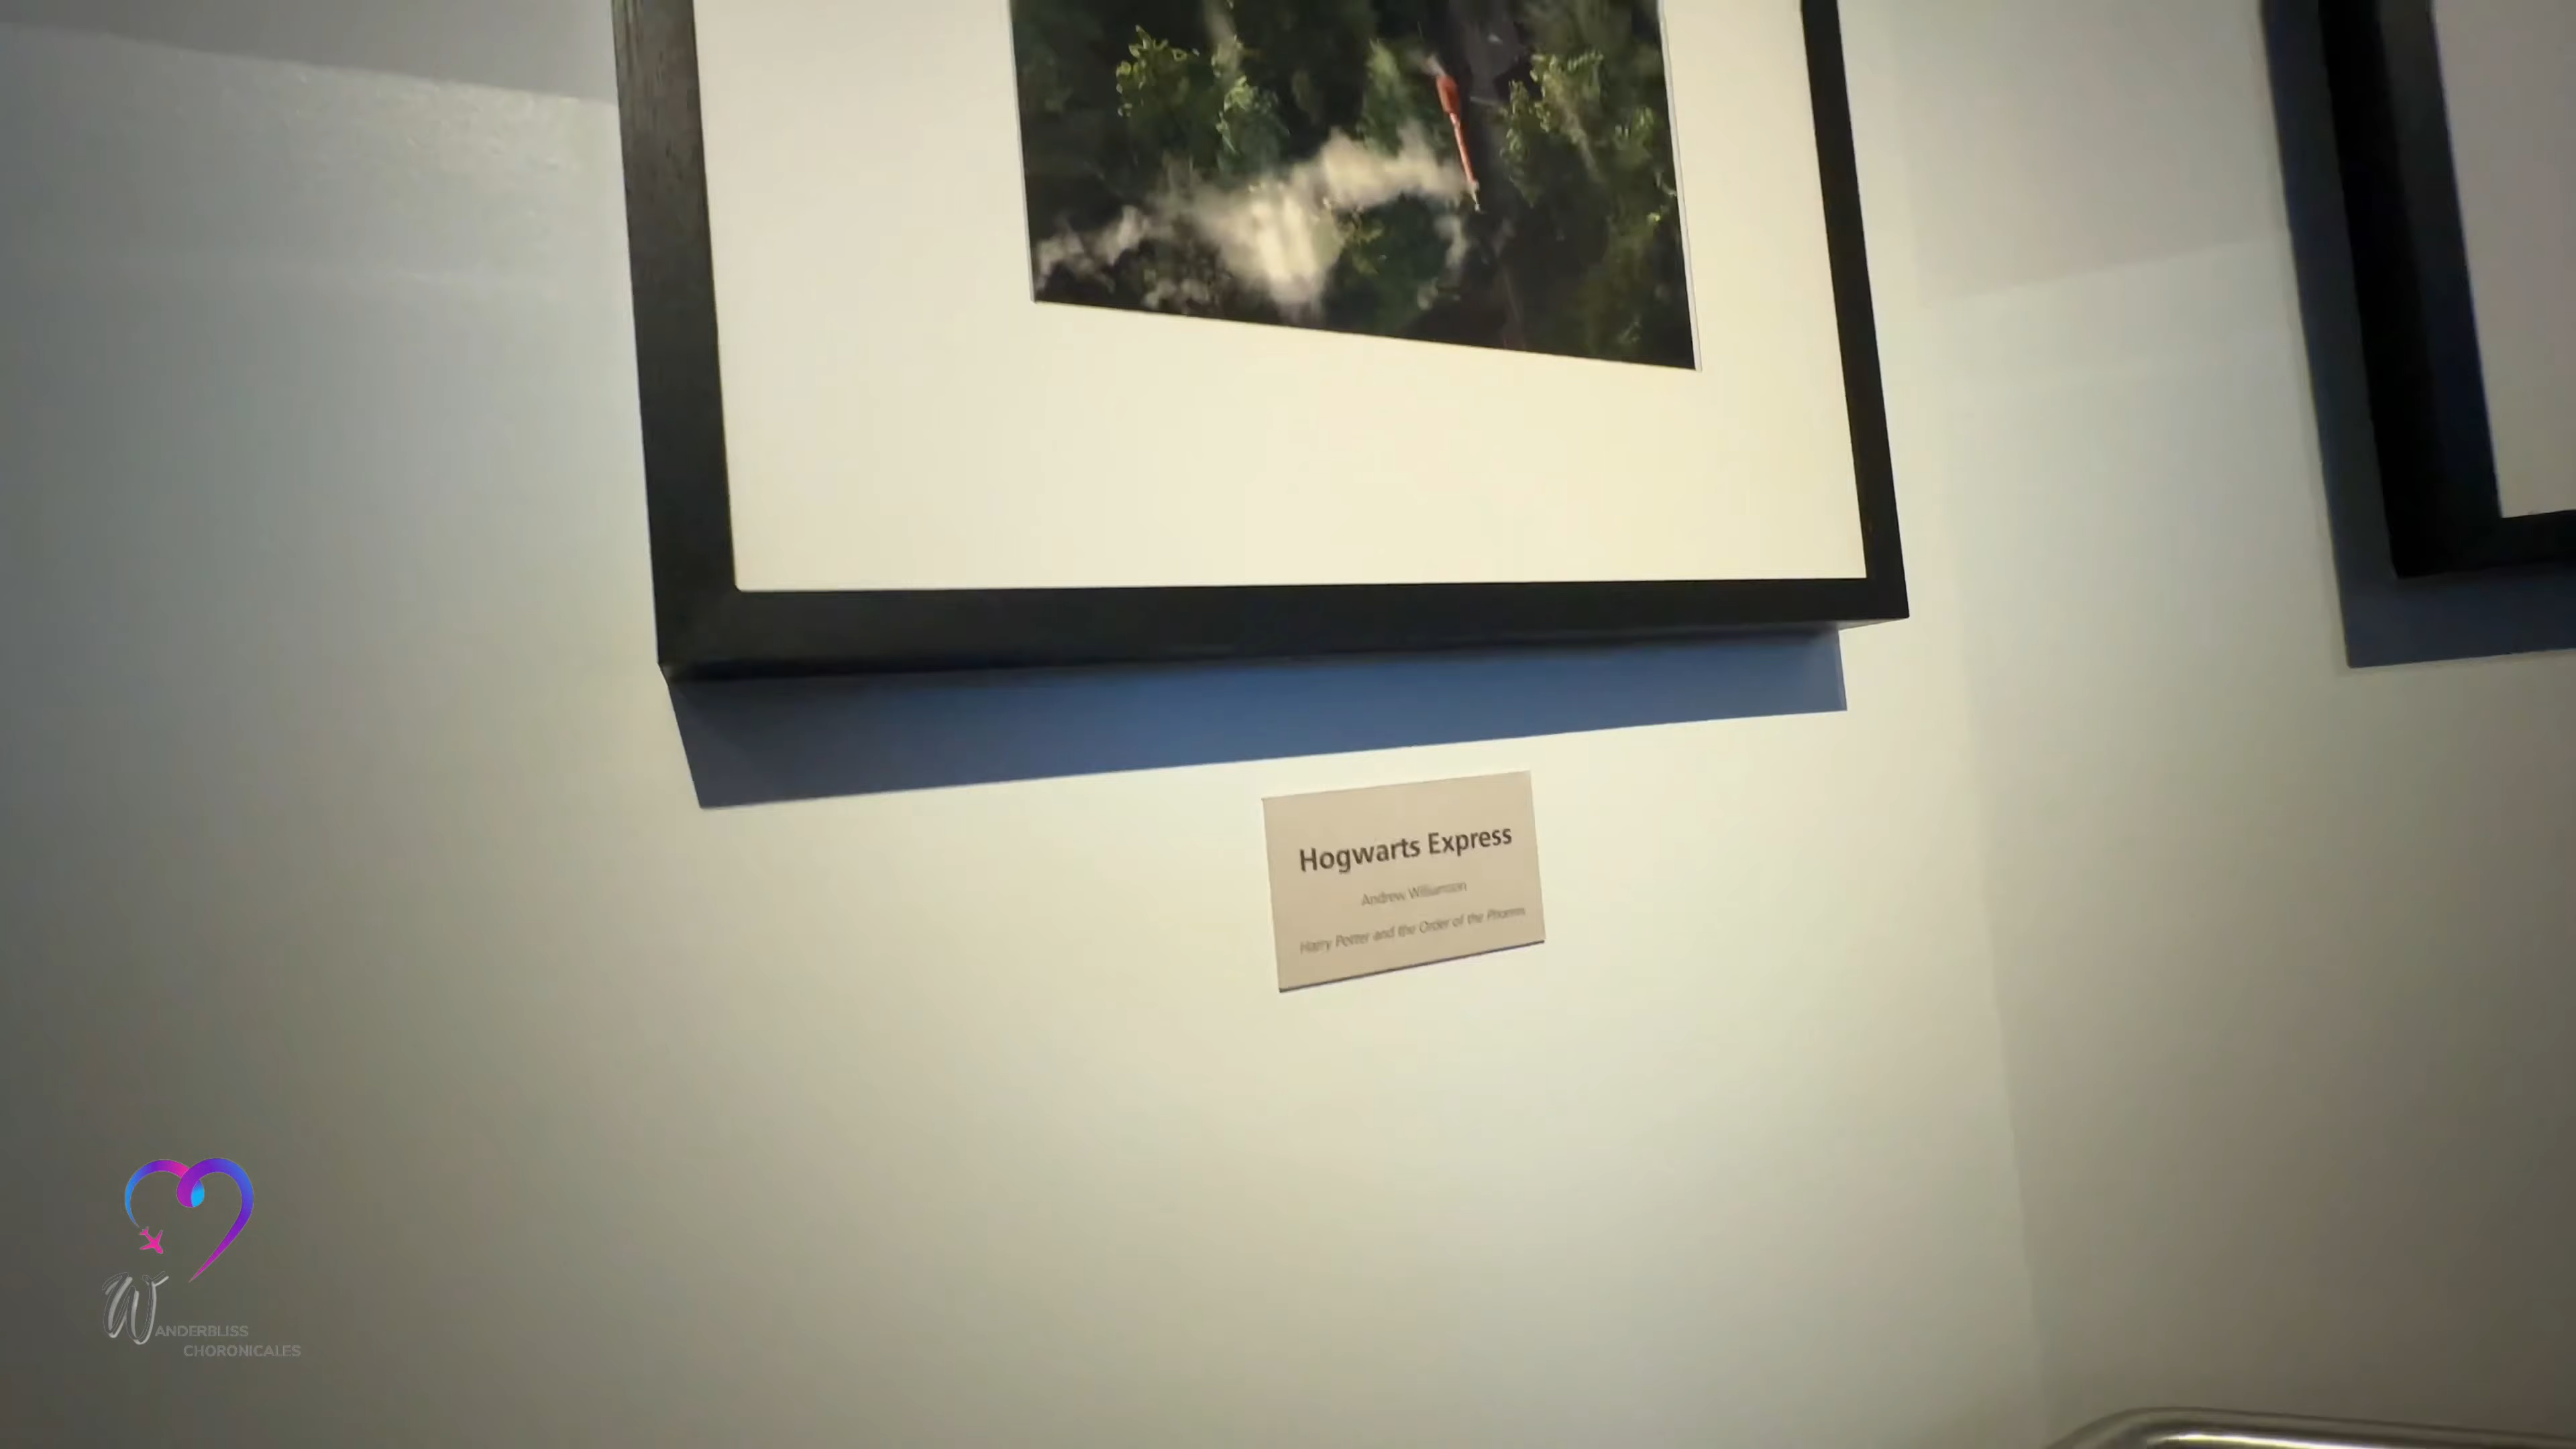 Hogwarts Express
Andrew Williamson
Harry Potter and the Order of the Phoenix
WANDERBLISS
CHORONICALES